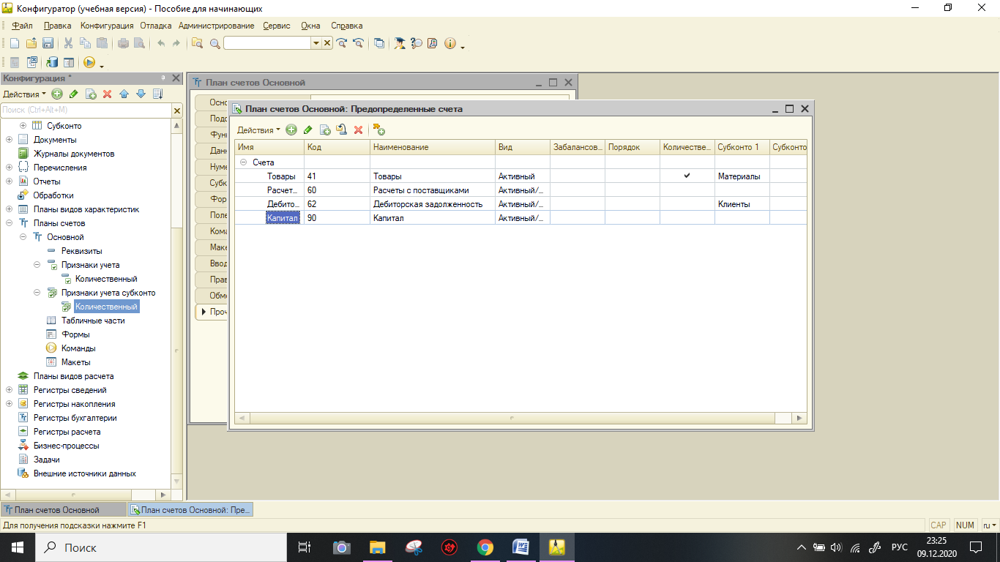 Конфигуратор (учебная версия) - Пособие для начинающих
Файл Правка Конфигурация Отладка Администрирование Сервис Окна Справка
Конфигурация *
Действия
Поиск (Ctrl+Alt+M)
Субконто
Документы
Журналы документов
Перечисления
Отчеты
Обработки
Планы видов характеристик
Планы счетов
Основной
Реквизиты
Признаки учета
Количественный
Признаки учета субконто
Количественный
Табличные части
Формы
Команды
Макеты
Планы видов расчета
Регистры сведений
Регистры накопления
Регистры бухгалтерии
Регистры расчета
Бизнес-процессы
Задачи
Внешние источники данных
План счетов Основной
Осно
Подс
Фун
Данн
Нуме
Субк
Фор
Поле
Кома
Маке
Ввод
Прав
Обме
Проч
План счетов Основной: Предопределенные счета
Действия
Имя Код Наименование Вид Забалансов... Порядок Количестве... Субконто 1 Субконто
Счета
Товары 41 Товары Активный Материалы
Расчет... 60 Расчеты с поставщиками Активный/...
Дебито... 62 Дебиторская задолженность Активный/... Клиенты
Капитал 90 Капитал Активный/...
План счетов Основной План счетов Основной: Пре...
Для получения подсказки нажмите F1 CAP NUM ru
Поиск РУС 23:25
09.12.2020